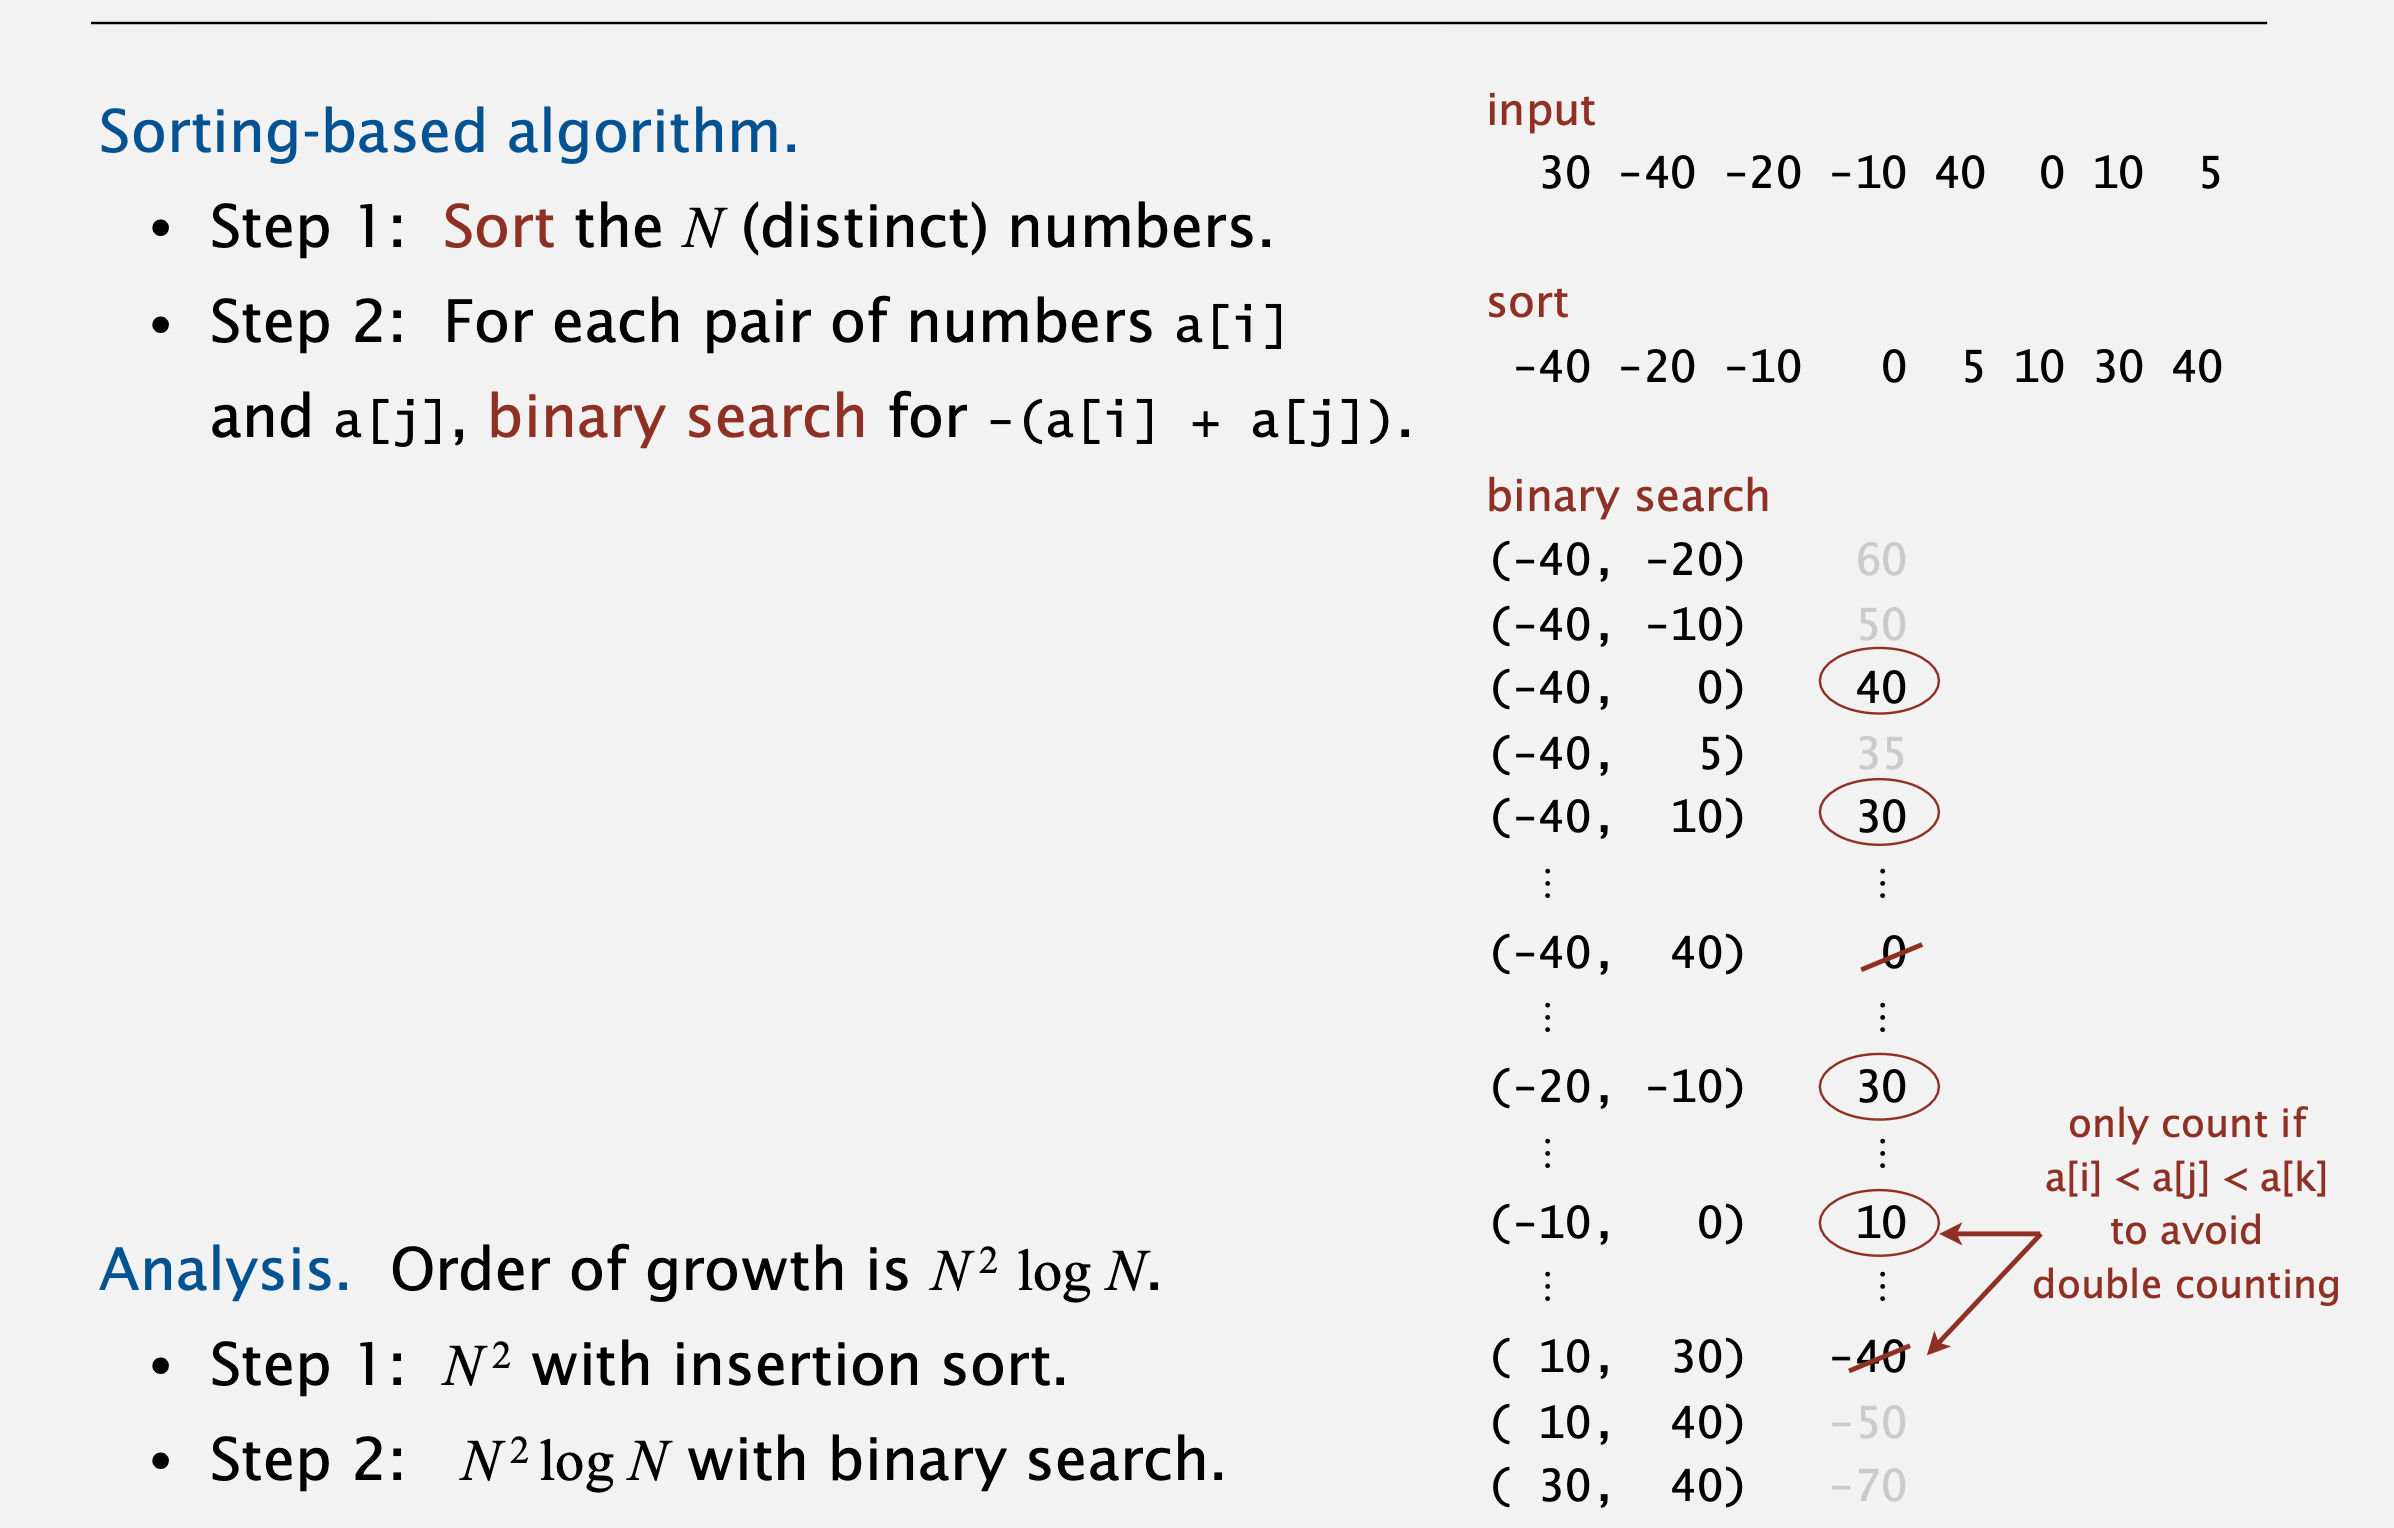 Sorting-based algorithm.
• Step 1: Sort the N (distinct) numbers.
• Step 2: For each pair of numbers a[i]
and a[j], binary search for -(a[i] + a[j]).
Analysis. Order of growth is N² log N.
• Step 1: N² with insertion sort.
• Step 2: N² log N with binary search.
input
30 -40 -20 -10 40 0 10 5
sort
-40 -20 -10 0 5 10 30 40
binary search
(-40, -20) 60
(-40, -10) 50
(-40, 0) 40
(-40, 5) 35
(-40, 10) 30
⋮ ⋮
(-40, 40) 0
⋮ ⋮
(-20, -10) 30
⋮ ⋮
(-10, 0) 10
⋮ ⋮
( 10, 30) -40
( 10, 40) -50
( 30, 40) -70
only count if
a[i] < a[j] < a[k]
to avoid
double counting